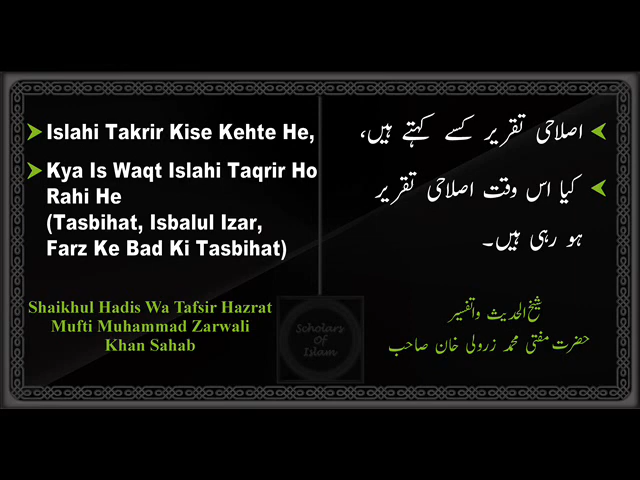 Islahi Takrir Kise Kehte He,
Kya Is Waqt Islahi Taqrir Ho
Rahi He
(Tasbihat, Isbalul Izar,
Farz Ke Bad Ki Tasbihat)
Shaikhul Hadis Wa Tafsir Hazrat
Mufti Muhammad Zarwali
Khan Sahab
اصلاحی تقریر کسے کہتے ہیں،
کیا اس وقت اصلاحی تقریر
ہو رہی ہیں۔
شیخ الحدیث واتفسیر
حضرت مفتی محمد زرولی خان صاحب
Scholars
Of
Islam